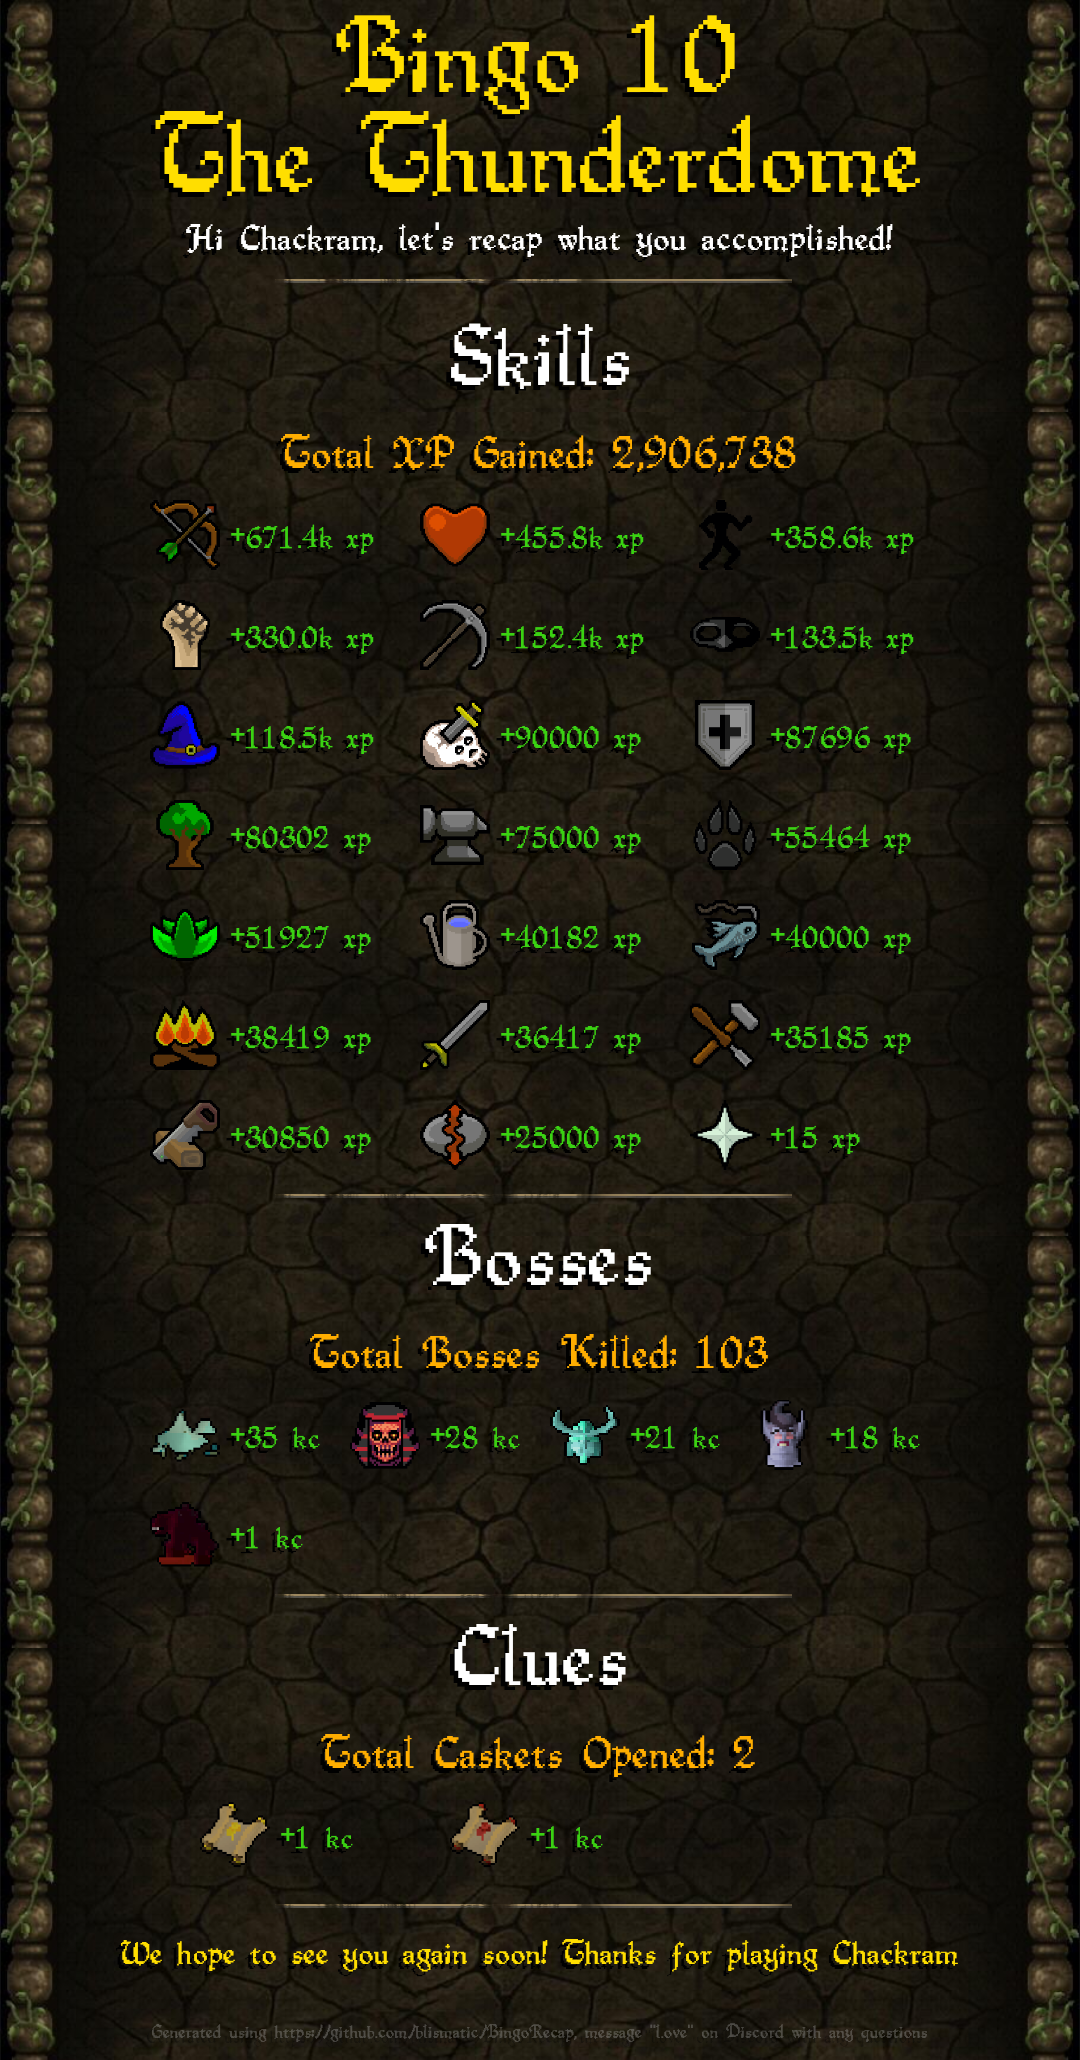 Bingo 10
The Thunderdome
Hi Chackram, let's recap what you accomplished!
Skills
Total XP Gained: 2,906,738
+671.4k xp +455.8k xp +358.6k xp
+330.0k xp +152.4k xp +133.5k xp
+118.5k xp +90000 xp +87696 xp
+80302 xp +75000 xp +55464 xp
+51927 xp +40182 xp +40000 xp
+38419 xp +36417 xp +35185 xp
+30850 xp +25000 xp +15 xp
Bosses
Total Bosses Killed: 103
+35 kc +28 kc +21 kc +18 kc
+1 kc
Clues
Total Caskets Opened: 2
+1 kc +1 kc
We hope to see you again soon! Thanks for playing Chackram
Generated using https://github.com/blismatic/BingoRecap, message "Love" on Discord with any questions